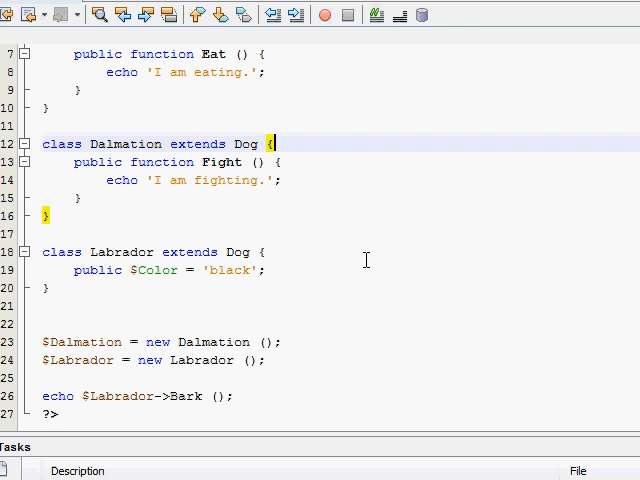 7 public function Eat () {
8 echo 'I am eating.';
9 }
10 }
11
12 class Dalmation extends Dog {
13 public function Fight () {
14 echo 'I am fighting.';
15 }
16 }
17
18 class Labrador extends Dog {
19 public $Color = 'black';
20 }
21
22
23 $Dalmation = new Dalmation ();
24 $Labrador = new Labrador ();
25
26 echo $Labrador->Bark ();
27 ?>
Tasks
Description File